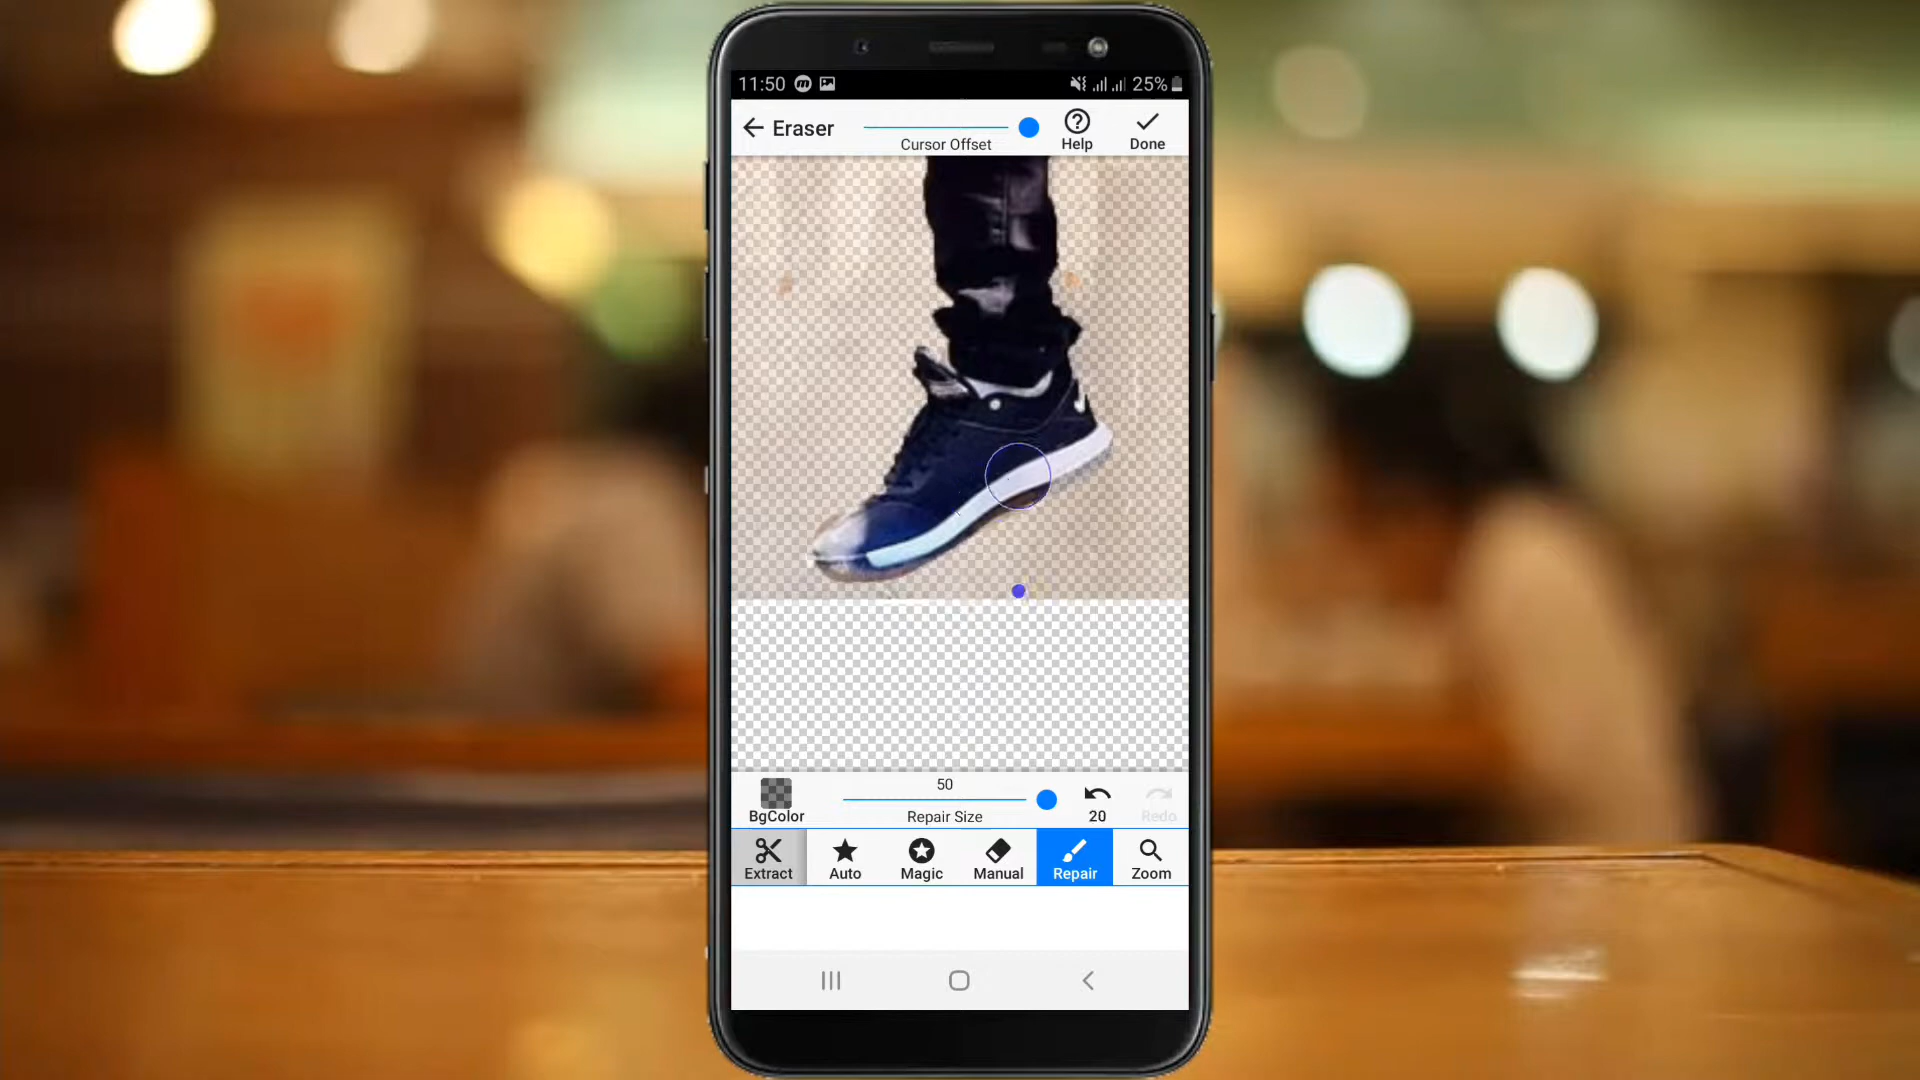 11:50 25%
Eraser
Cursor Offset
Help
Done
50
BgColor
Repair Size
20
Redo
Extract
Auto
Magic
Manual
Repair
Zoom